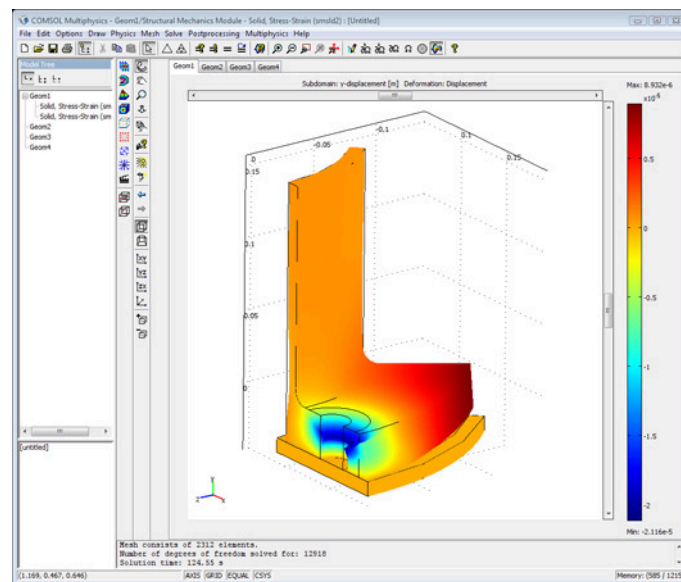 COMSOL Multiphysics - Geom1/Structural Mechanics Module - Solid, Stress-Strain (smsld2) : [Untitled]
File Edit Options Draw Physics Mesh Solve Postprocessing Multiphysics Help
Model Tree
Geom1
Solid, Stress-Strain (sm
Solid, Stress-Strain (sm
Geom2
Geom3
Geom4
[untitled]
Geom1 Geom2 Geom3 Geom4
Subdomain: y-displacement [m] Deformation: Displacement
Max: 8.932e-6
×10⁻⁵
0.5
0
-0.5
-1
-1.5
-2
Min: -2.116e-5
-0.1
-0.05
0
0.1
0.15
0.15
0.1
0.05
0
y
z
x
Mesh consists of 2312 elements.
Number of degrees of freedom solved for: 12918
Solution time: 124.55 s
(1.169, 0.467, 0.646) AXIS GRID EQUAL CSYS Memory: (585 / 1215